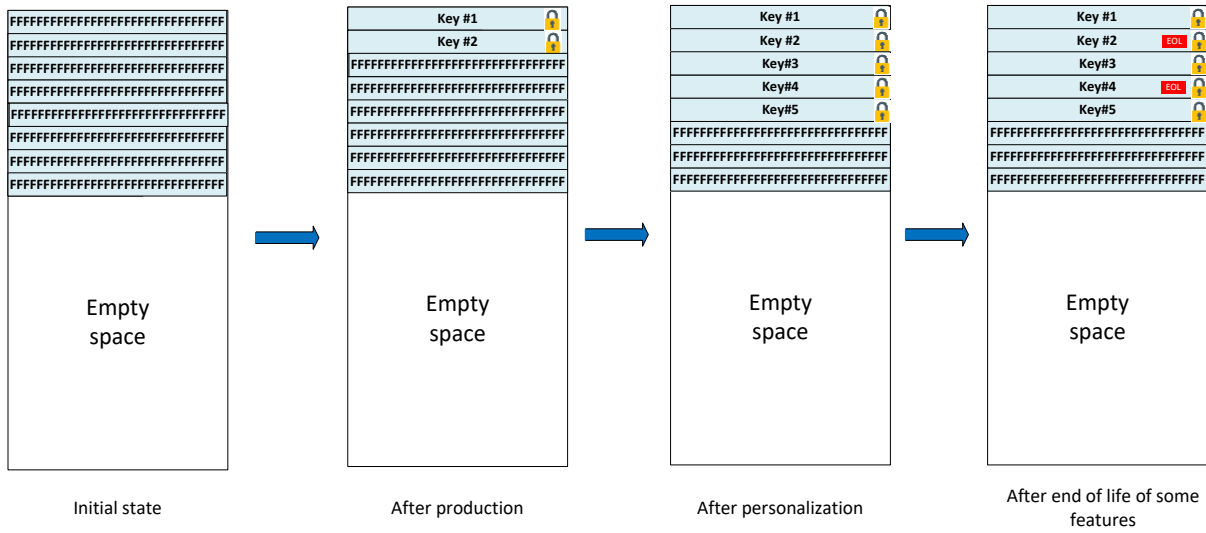 FFFFFFFFFFFFFFFFFFFFFFFFFFFFFFFF
FFFFFFFFFFFFFFFFFFFFFFFFFFFFFFFF
FFFFFFFFFFFFFFFFFFFFFFFFFFFFFFFF
FFFFFFFFFFFFFFFFFFFFFFFFFFFFFFFF
FFFFFFFFFFFFFFFFFFFFFFFFFFFFFFFF
FFFFFFFFFFFFFFFFFFFFFFFFFFFFFFFF
FFFFFFFFFFFFFFFFFFFFFFFFFFFFFFFF
FFFFFFFFFFFFFFFFFFFFFFFFFFFFFFFF
Empty
space
Initial state
Key #1
Key #2
FFFFFFFFFFFFFFFFFFFFFFFFFFFFFFFF
FFFFFFFFFFFFFFFFFFFFFFFFFFFFFFFF
FFFFFFFFFFFFFFFFFFFFFFFFFFFFFFFF
FFFFFFFFFFFFFFFFFFFFFFFFFFFFFFFF
FFFFFFFFFFFFFFFFFFFFFFFFFFFFFFFF
FFFFFFFFFFFFFFFFFFFFFFFFFFFFFFFF
Empty
space
After production
Key #1
Key #2
Key#3
Key#4
Key#5
FFFFFFFFFFFFFFFFFFFFFFFFFFFFFFFF
FFFFFFFFFFFFFFFFFFFFFFFFFFFFFFFF
FFFFFFFFFFFFFFFFFFFFFFFFFFFFFFFF
Empty
space
After personalization
Key #1
Key #2 EOL
Key#3
Key#4 EOL
Key#5
FFFFFFFFFFFFFFFFFFFFFFFFFFFFFFFF
FFFFFFFFFFFFFFFFFFFFFFFFFFFFFFFF
FFFFFFFFFFFFFFFFFFFFFFFFFFFFFFFF
Empty
space
After end of life of some
features